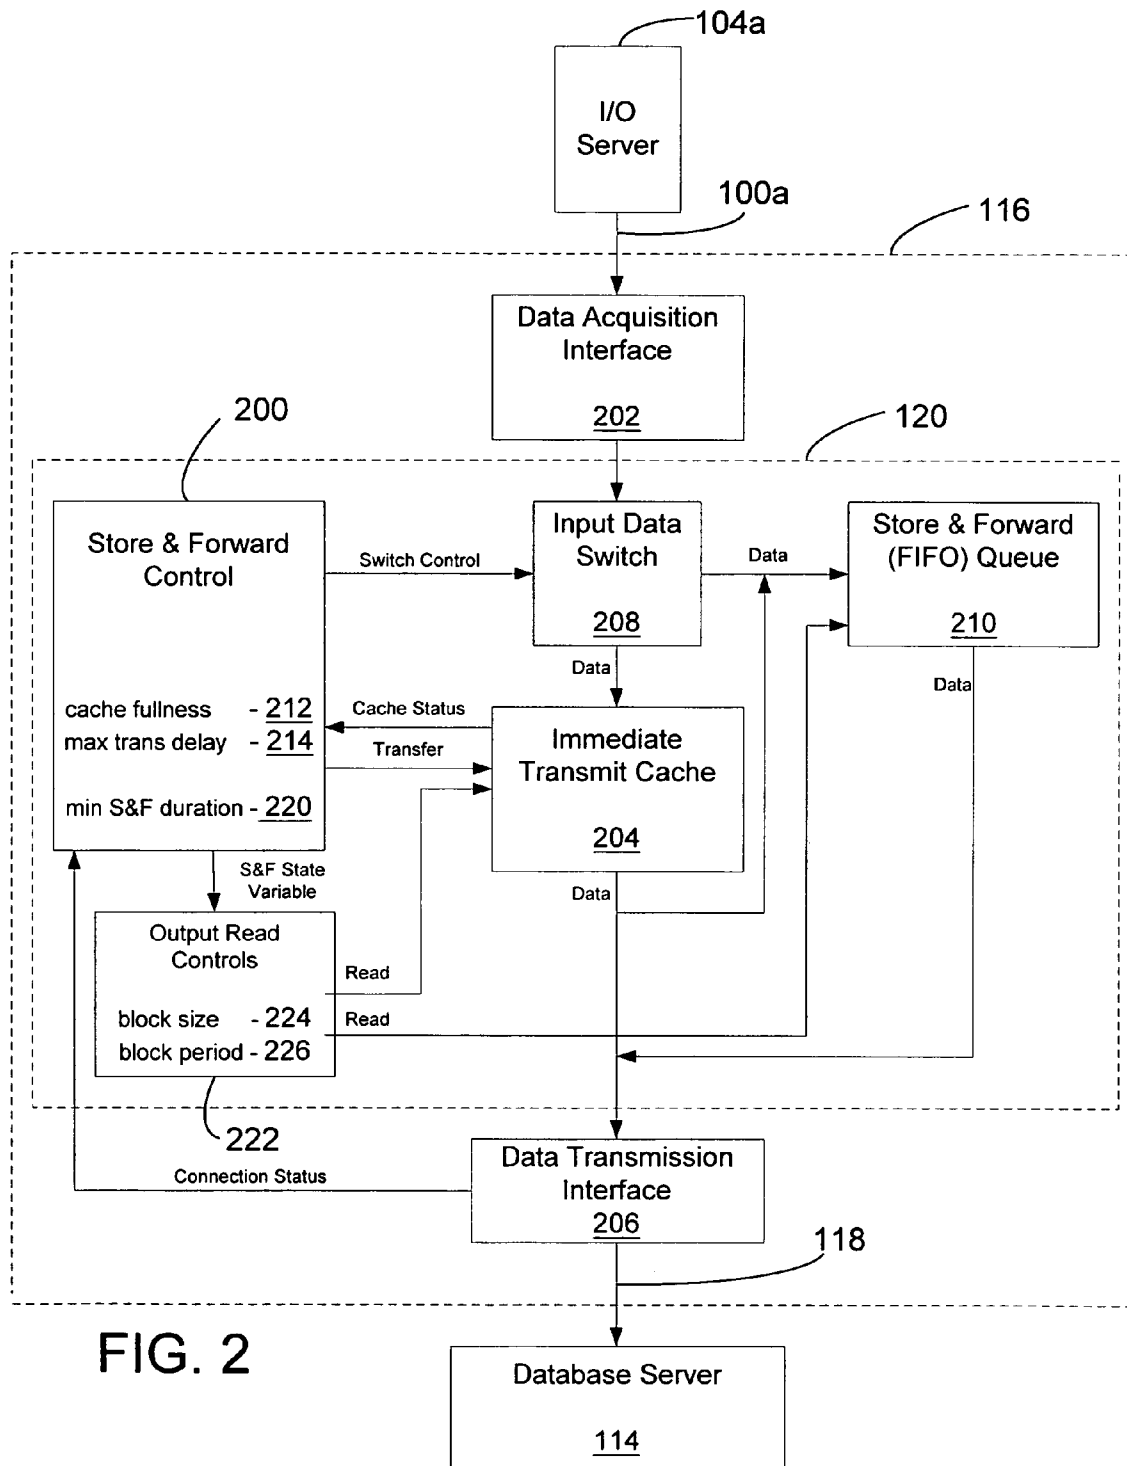 104a
I/O
Server
100a
116
Data Acquisition
Interface
202
200
120
Store & Forward
Control
Switch Control
Input Data
Switch
208
Data
Store & Forward
(FIFO) Queue
210
Data
Data
cache fullness - 212
max trans delay - 214
min S&F duration - 220
Cache Status
Transfer
Immediate
Transmit Cache
204
Data
S&F State
Variable
Output Read
Controls
block size - 224
block period - 226
Read
Read
222
Connection Status
Data Transmission
Interface
206
118
FIG. 2
Database Server
114